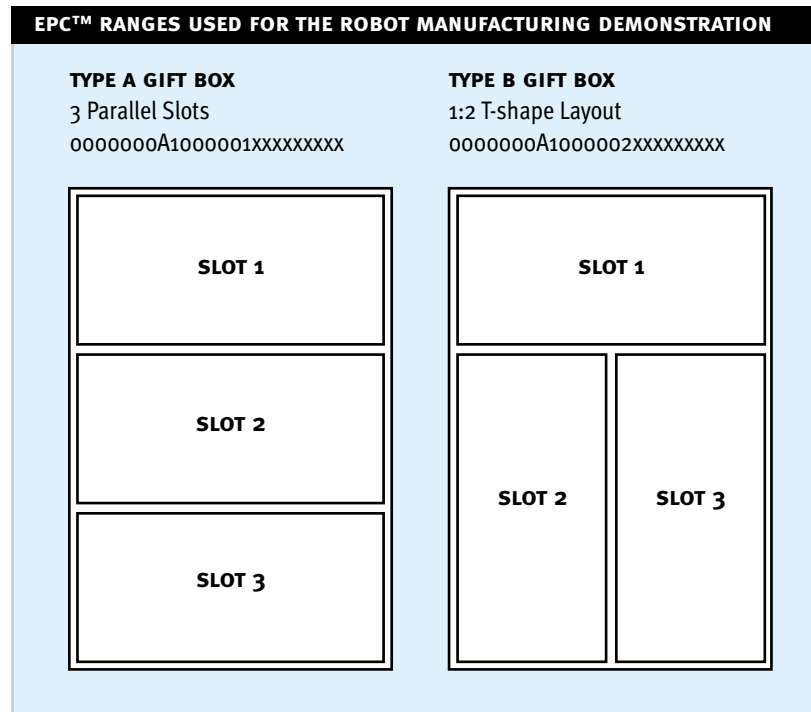 EPC™ RANGES USED FOR THE ROBOT MANUFACTURING DEMONSTRATION
TYPE A GIFT BOX
3 Parallel Slots
0000000A1000001XXXXXXXXX
SLOT 1
SLOT 2
SLOT 3
TYPE B GIFT BOX
1:2 T-shape Layout
0000000A1000002XXXXXXXXX
SLOT 1
SLOT 2
SLOT 3